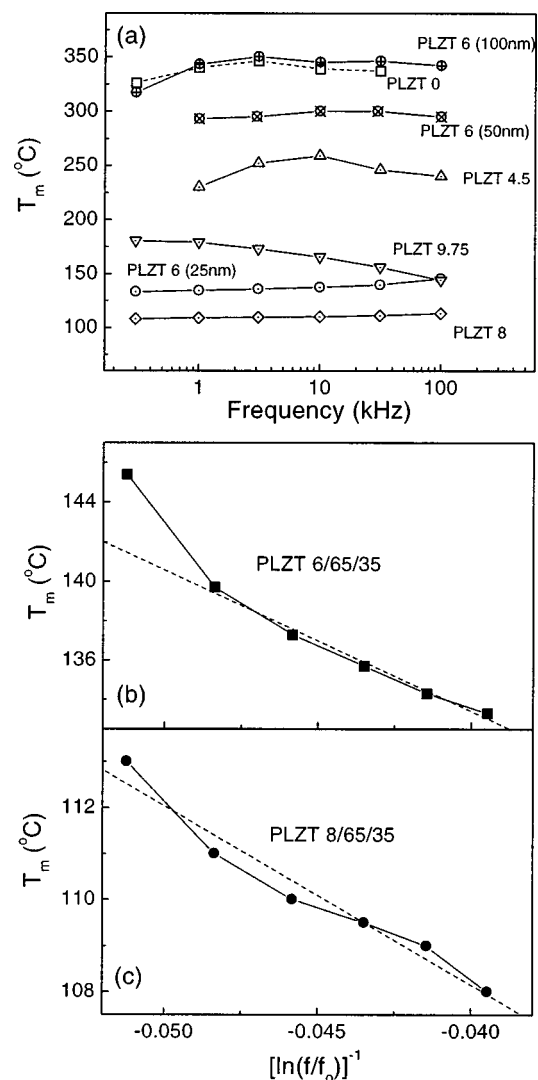 (a)
350
300
250
200
150
100
T_m (°C)
PLZT 6 (100nm)
PLZT 0
PLZT 6 (50nm)
PLZT 4.5
PLZT 9.75
PLZT 6 (25nm)
PLZT 8
1 10 100
Frequency (kHz)
144
140
136
T_m (°C)
PLZT 6/65/35
(b)
112
110
108
T_m (°C)
PLZT 8/65/35
(c)
-0.050 -0.045 -0.040
[ln(f/f_o)]^-1